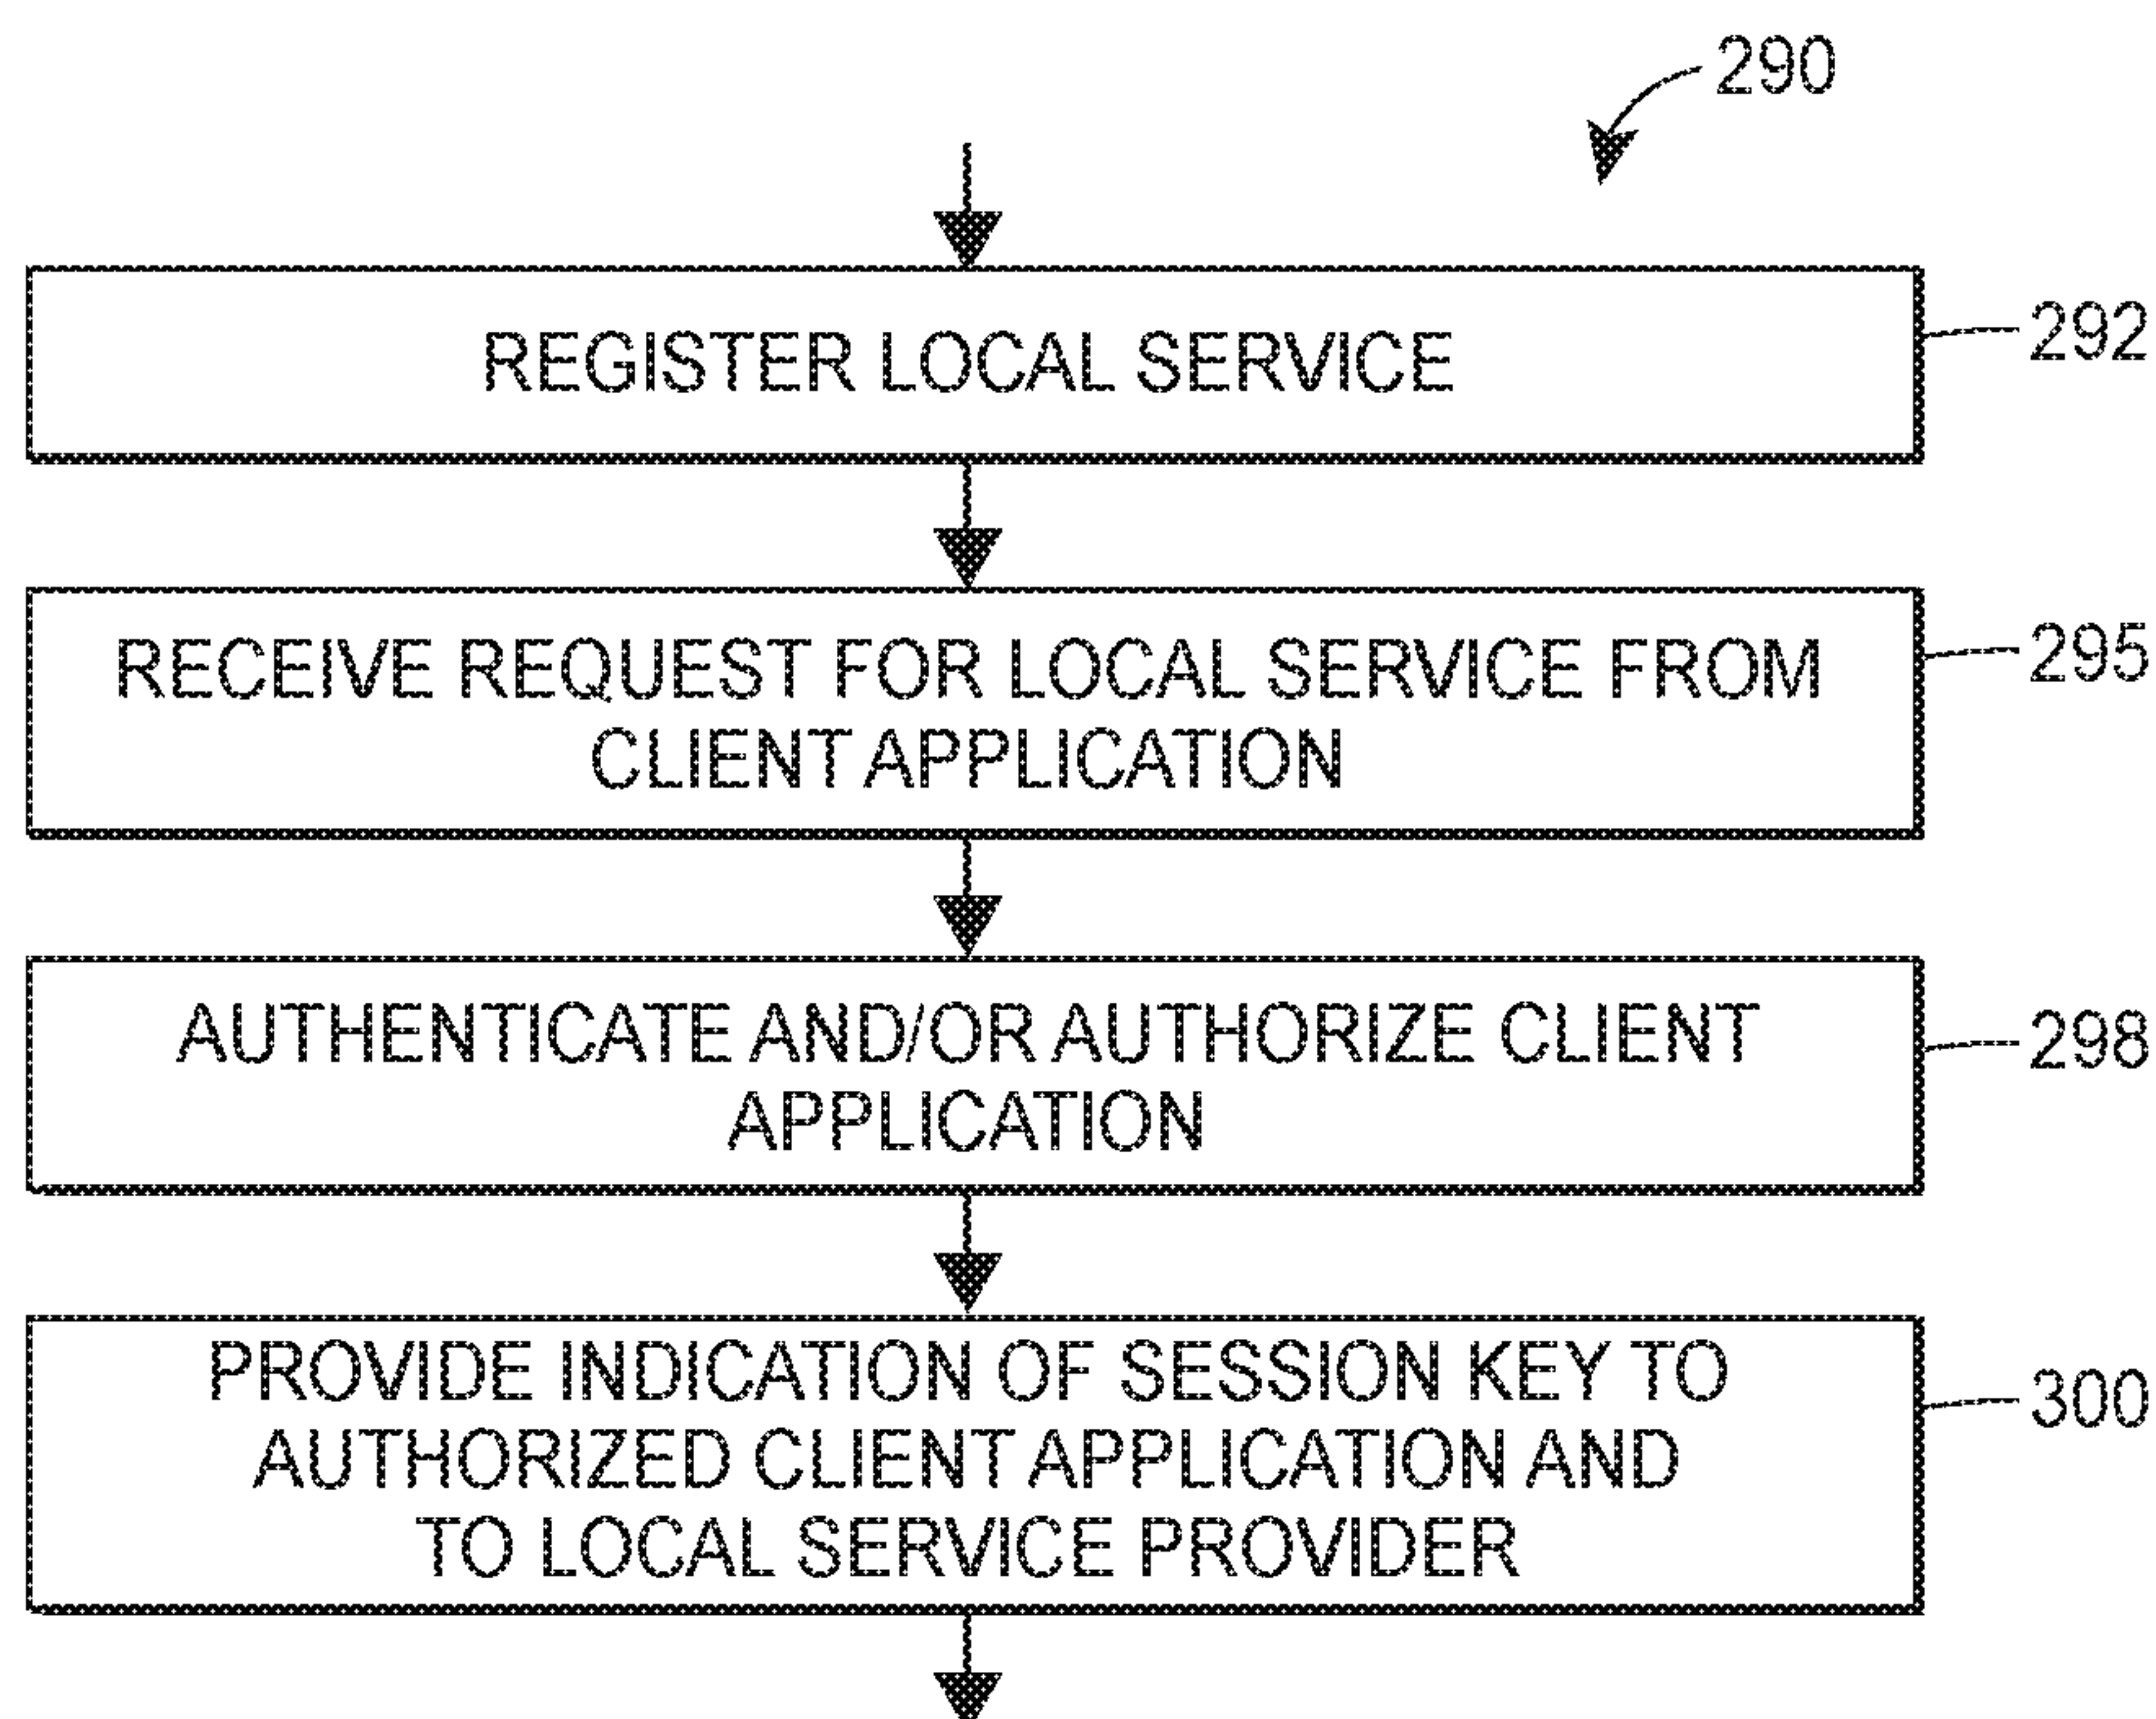 290
REGISTER LOCAL SERVICE
292
RECEIVE REQUEST FOR LOCAL SERVICE FROM
CLIENT APPLICATION
295
AUTHENTICATE AND/OR AUTHORIZE CLIENT
APPLICATION
298
PROVIDE INDICATION OF SESSION KEY TO
AUTHORIZED CLIENT APPLICATION AND
TO LOCAL SERVICE PROVIDER
300